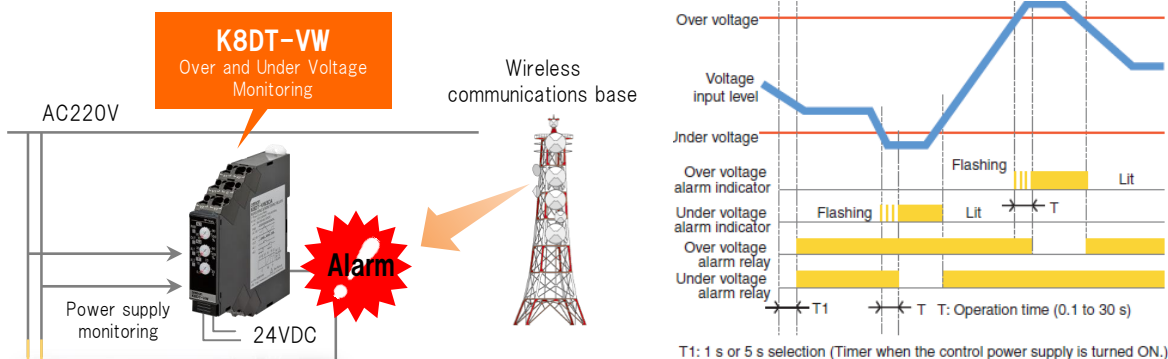 K8DT-VW
Over and Under Voltage
Monitoring
AC220V
Wireless
communications base
Alarm
Power supply
monitoring
24VDC
Over voltage
Voltage
input level
Under voltage
Over voltage
alarm indicator
Flashing
Lit
T
Under voltage
alarm indicator
Flashing
Lit
Over voltage
alarm relay
Under voltage
alarm relay
T1
T
T: Operation time (0.1 to 30 s)
T1: 1 s or 5 s selection (Timer when the control power supply is turned ON.)